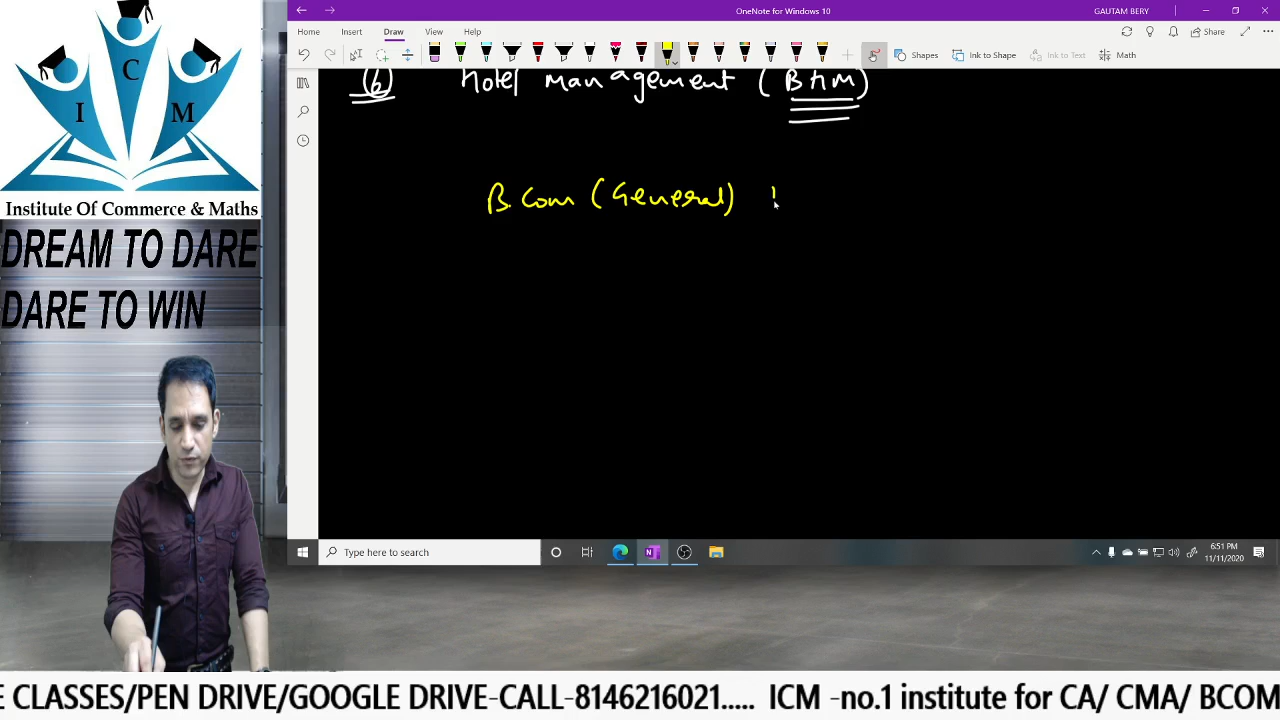 OneNote for Windows 10
GAUTAM BERY
Home Insert Draw View Help
Share
Shapes Ink to Shape Ink to Text Math
C
I M
Institute Of Commerce & Maths
DREAM TO DARE
DARE TO WIN
(6) Hotel Management (BHM)
B.Com (General)
Type here to search
6:51 PM
11/11/2020
E CLASSES/PEN DRIVE/GOOGLE DRIVE-CALL-8146216021..... ICM -no.1 institute for CA/ CMA/ BCOM